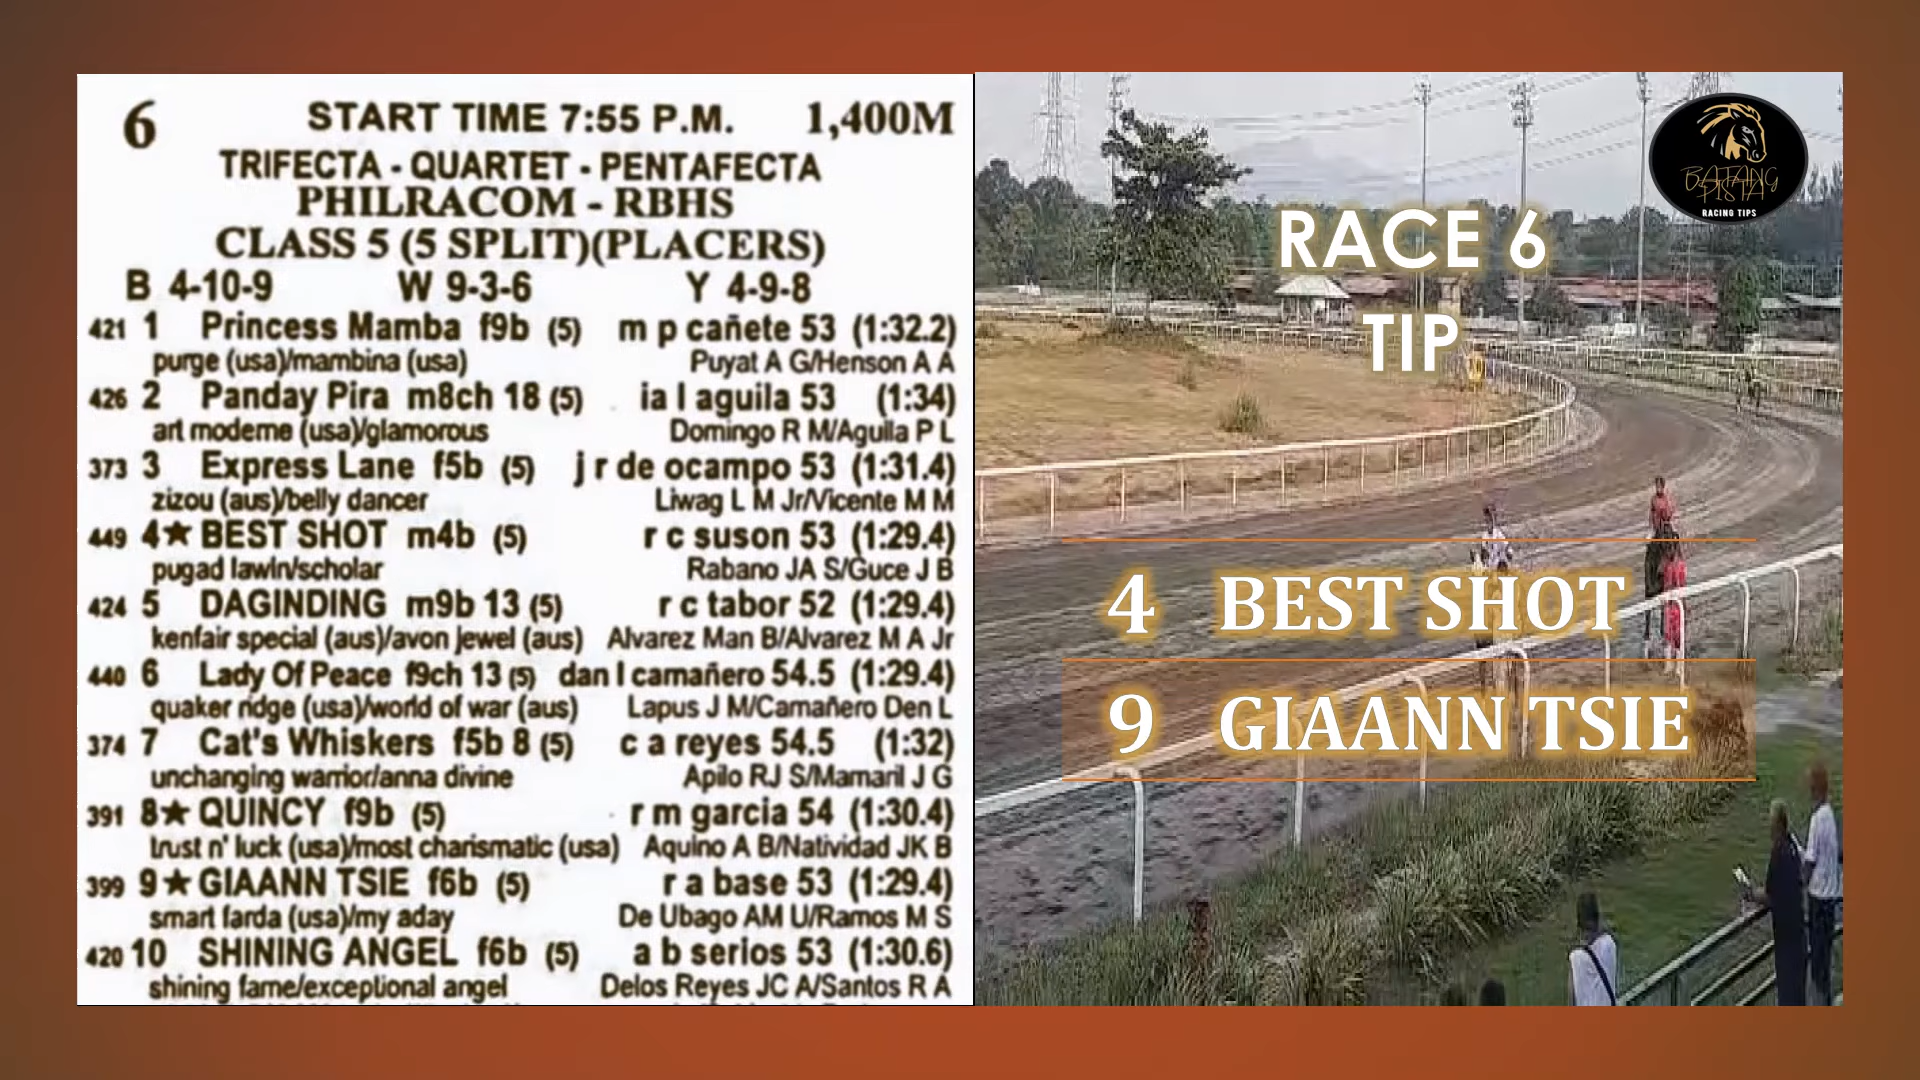 6 START TIME 7:55 P.M. 1,400M
TRIFECTA - QUARTET - PENTAFECTA
PHILRACOM - RBHS
CLASS 5 (5 SPLIT)(PLACERS)
B 4-10-9 W 9-3-6 Y 4-9-8
421 1 Princess Mamba f9b (5) m p cañete 53 (1:32.2)
purge (usa)/mambina (usa) Puyat A G/Henson A A
426 2 Panday Pira m8ch 18 (5) ia l aguila 53 (1:34)
art moderne (usa)/glamorous Domingo R M/Aguila P L
373 3 Express Lane f5b (5) j r de ocampo 53 (1:31.4)
zizou (aus)/belly dancer Liwag L M Jr/Vicente M M
449 4★ BEST SHOT m4b (5) r c suson 53 (1:29.4)
pugad lawin/scholar Rabano JA S/Guce J B
424 5 DAGINDING m9b 13 (5) r c tabor 52 (1:29.4)
kenfair special (aus)/avon jewel (aus) Alvarez Man B/Alvarez M A Jr
440 6 Lady Of Peace f9ch 13 (5) dan l camañero 54.5 (1:29.4)
quaker ridge (usa)/world of war (aus) Lapus J M/Camañero Den L
374 7 Cat's Whiskers f5b 8 (5) c a reyes 54.5 (1:32)
unchanging warrior/anna divine Apilo RJ S/Mamaril J G
391 8★ QUINCY f9b (5) r m garcia 54 (1:30.4)
trust n' luck (usa)/most charismatic (usa) Aquino A B/Natividad JK B
399 9★ GIAANN TSIE f6b (5) r a base 53 (1:29.4)
smart farda (usa)/my aday De Ubago AM U/Ramos M S
420 10 SHINING ANGEL f6b (5) a b serios 53 (1:30.6)
shining fame/exceptional angel Delos Reyes JC A/Santos R A
BATANG
PISTA
RACING TIPS
RACE 6
TIP
4 BEST SHOT
9 GIAANN TSIE